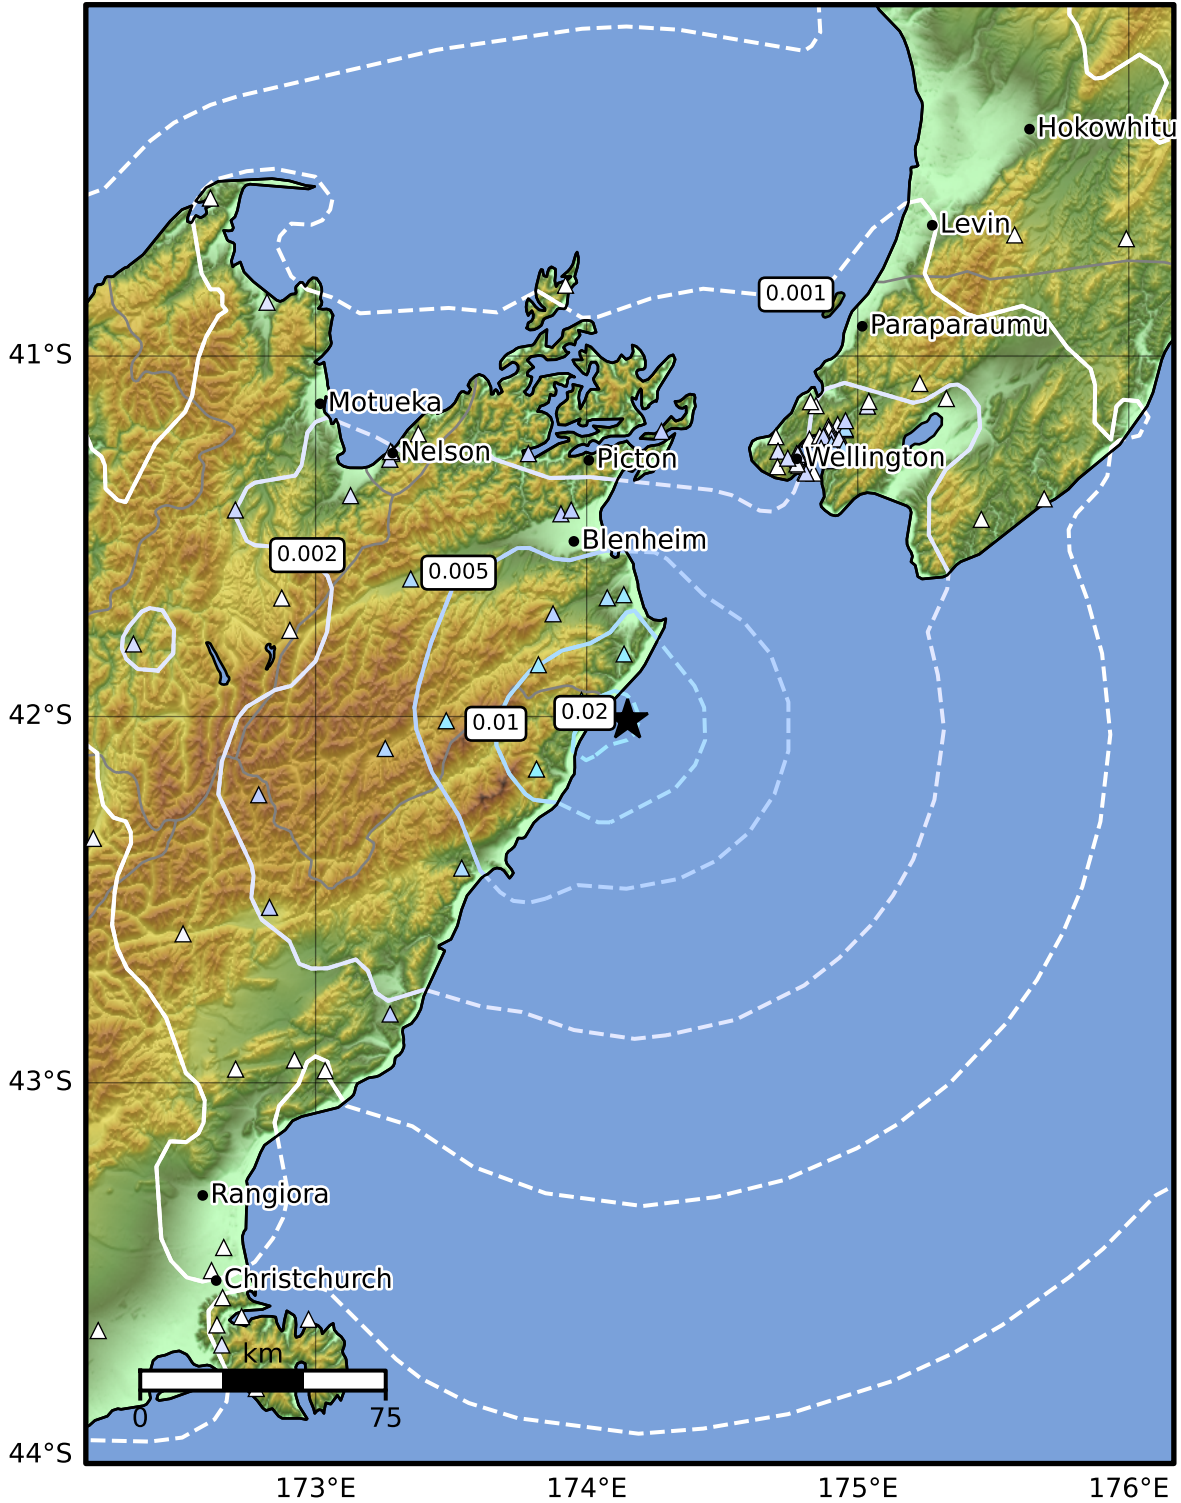 Hokowhitu
Levin
0.001
Paraparaumu
41°S
Motueka
Nelson
Picton
Wellington
Blenheim
0.002
0.005
0.02
0.01
42°S
43°S
Rangiora
Christchurch
km
0
75
44°S
173°E
174°E
175°E
176°E